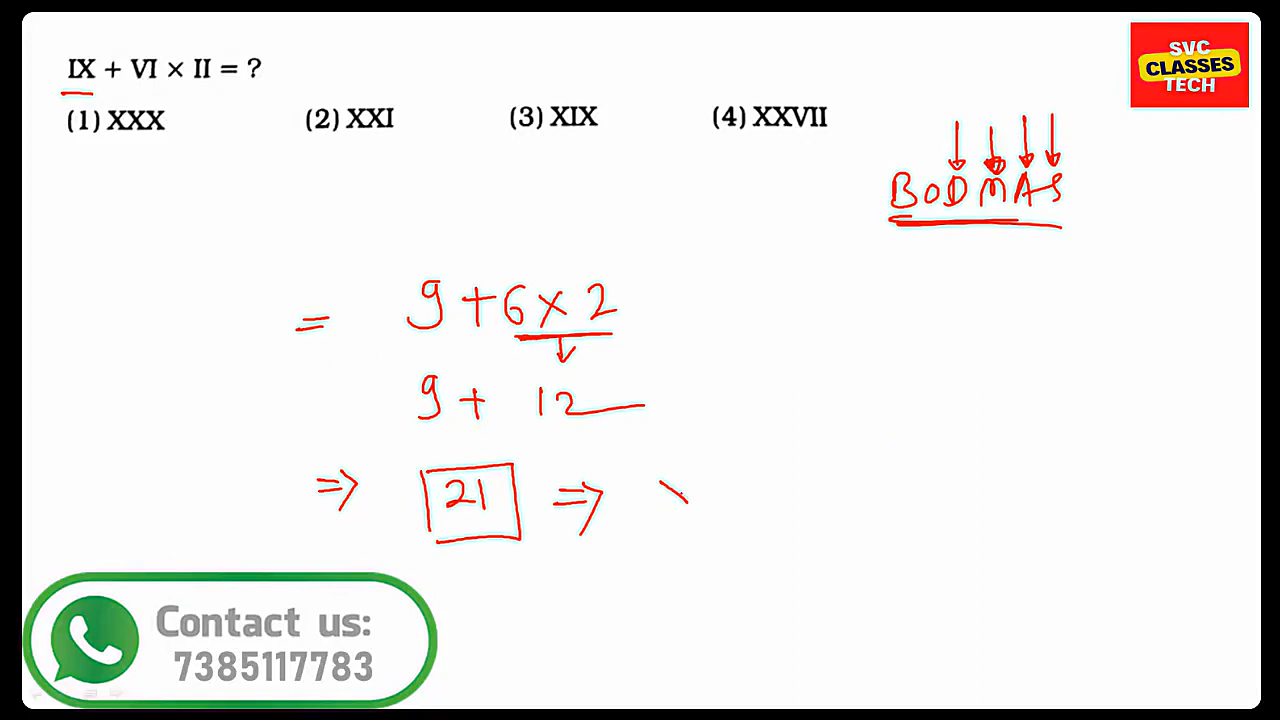 IX + VI × II = ?
(1) XXX (2) XXI (3) XIX (4) XXVII
SVC
CLASSES
TECH
BODMAS
= 9 + 6 × 2
9 + 12
⇒ 21 ⇒
Contact us:
7385117783